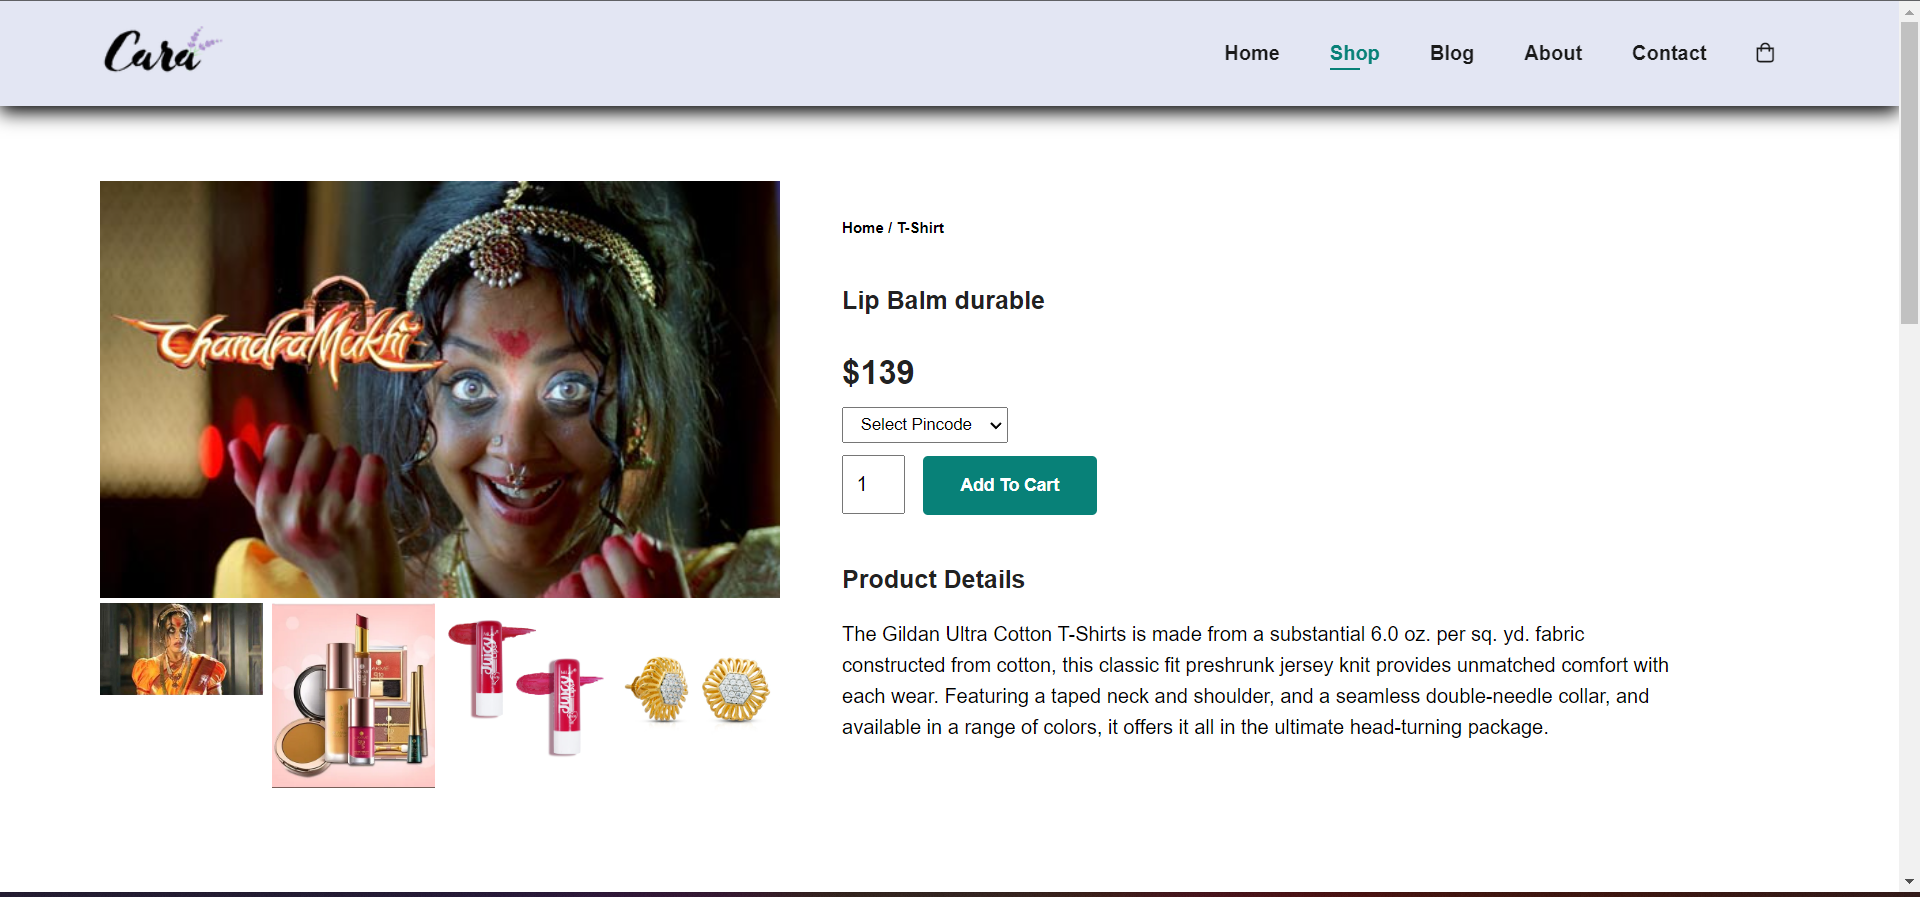 Cara
Home
Shop
Blog
About
Contact
ChandraMukhi
Home / T-Shirt
Lip Balm durable
$139
Select Pincode
1
Add To Cart
Product Details
The Gildan Ultra Cotton T-Shirts is made from a substantial 6.0 oz. per sq. yd. fabric
constructed from cotton, this classic fit preshrunk jersey knit provides unmatched comfort with
each wear. Featuring a taped neck and shoulder, and a seamless double-needle collar, and
available in a range of colors, it offers it all in the ultimate head-turning package.